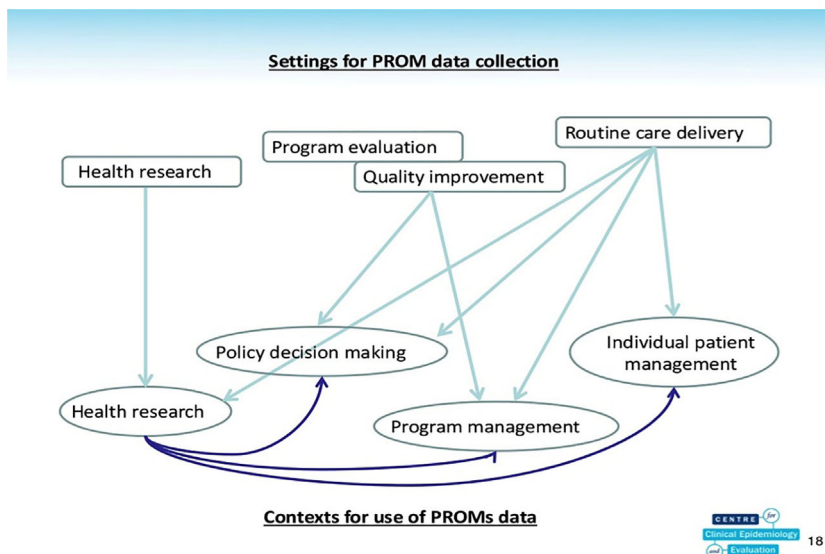 Settings for PROM data collection
Routine care delivery
Program evaluation
Health research
Quality improvement
Policy decision making
Individual patient
management
Health research
Program management
Contexts for use of PROMs data
CENTRE for
Clinical Epidemiology
and Evaluation
18